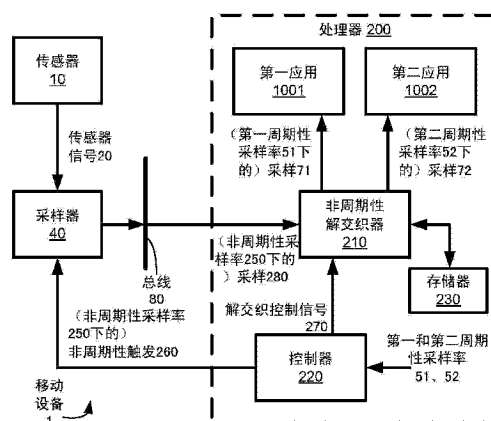 处理器 200
传感器
10
第一应用
1001
第二应用
1002
传感器
信号20
（第一周期性
采样率51下
的）采样71
（第二周期性
采样率52下
的）采样72
采样器
40
非周期性
解交织器
210
总线
80
（非周期性采
样率250下的
）采样280
存储器
230
（非周期性采样率
250下的）
非周期性触发260
解交织控制信号
270
控制器
220
第一和第二周期
性采样率
51、52
移动
设备
1